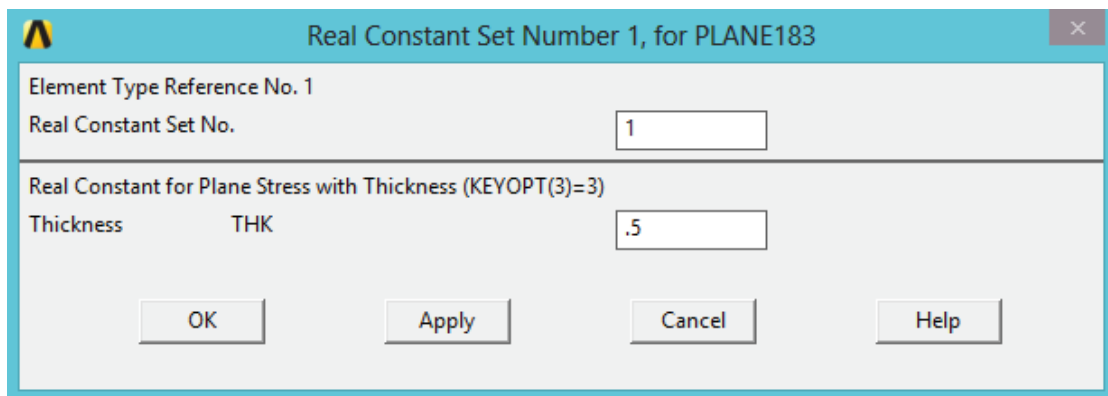 Real Constant Set Number 1, for PLANE183
Element Type Reference No. 1
Real Constant Set No. 1
Real Constant for Plane Stress with Thickness (KEYOPT(3)=3)
Thickness THK .5
OK Apply Cancel Help